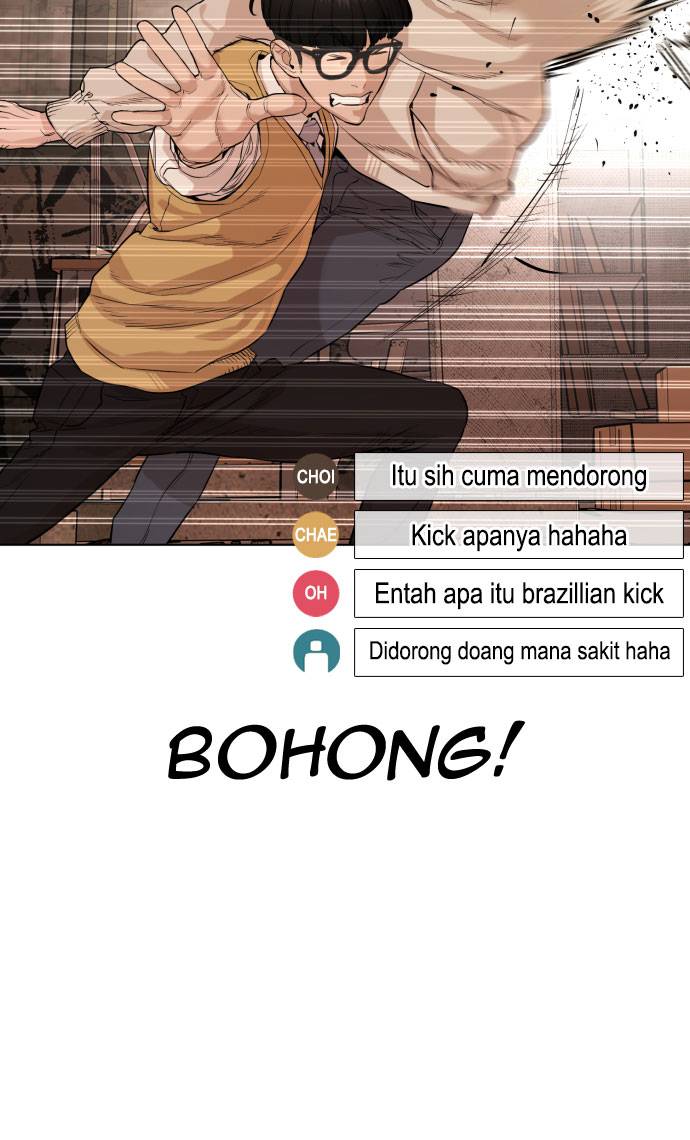 CHOI Itu sih cuma mendorong
CHAE Kick apanya hahaha
OH Entah apa itu brazillian kick
Didorong doang mana sakit haha
BOHONG!